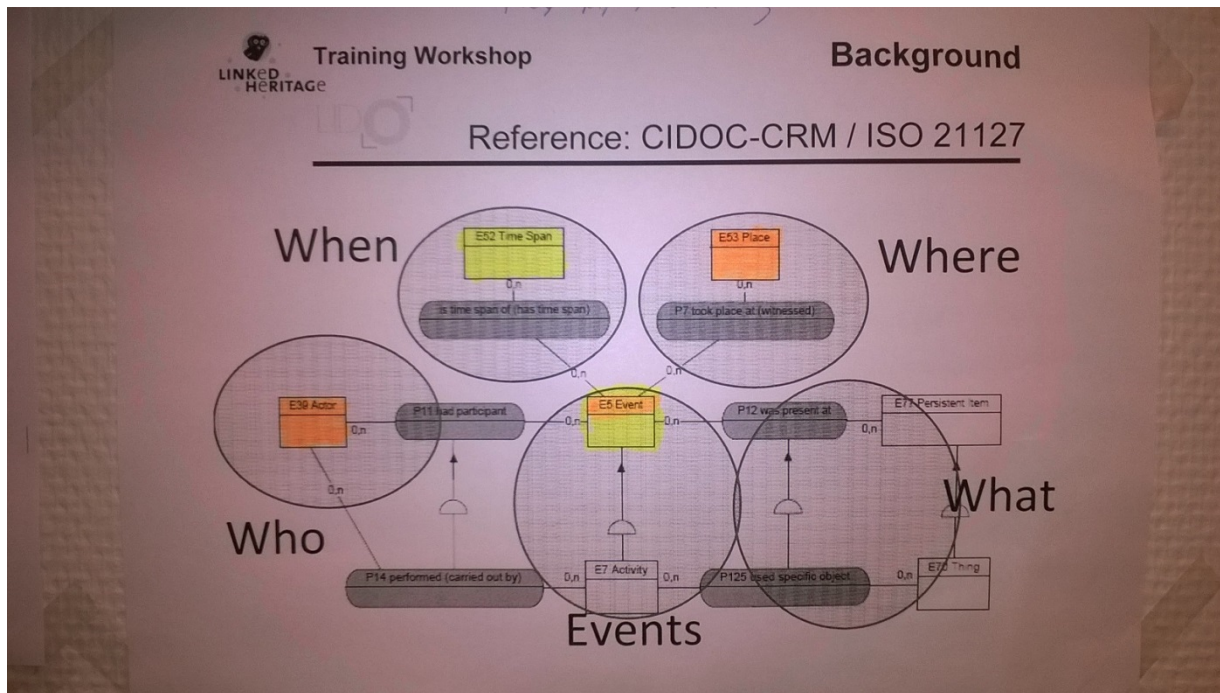 LINKeD
HeRITAGe
Training Workshop
Background
LIDO
Reference: CIDOC-CRM / ISO 21127
When
E52 Time Span
E53 Place
Where
0,n
0,n
is time span of (has time span)
P7 took place at (witnessed)
0,n
0,n
E39 Actor
P11 had participant
E5 Event
P12 was present at
E77 Persistent Item
0,n
0,n
0,n
0,n
0,n
What
Who
P14 performed (carried out by)
0,n
E7 Activity
0,n
P125 used specific object
0,n
E70 Thing
Events